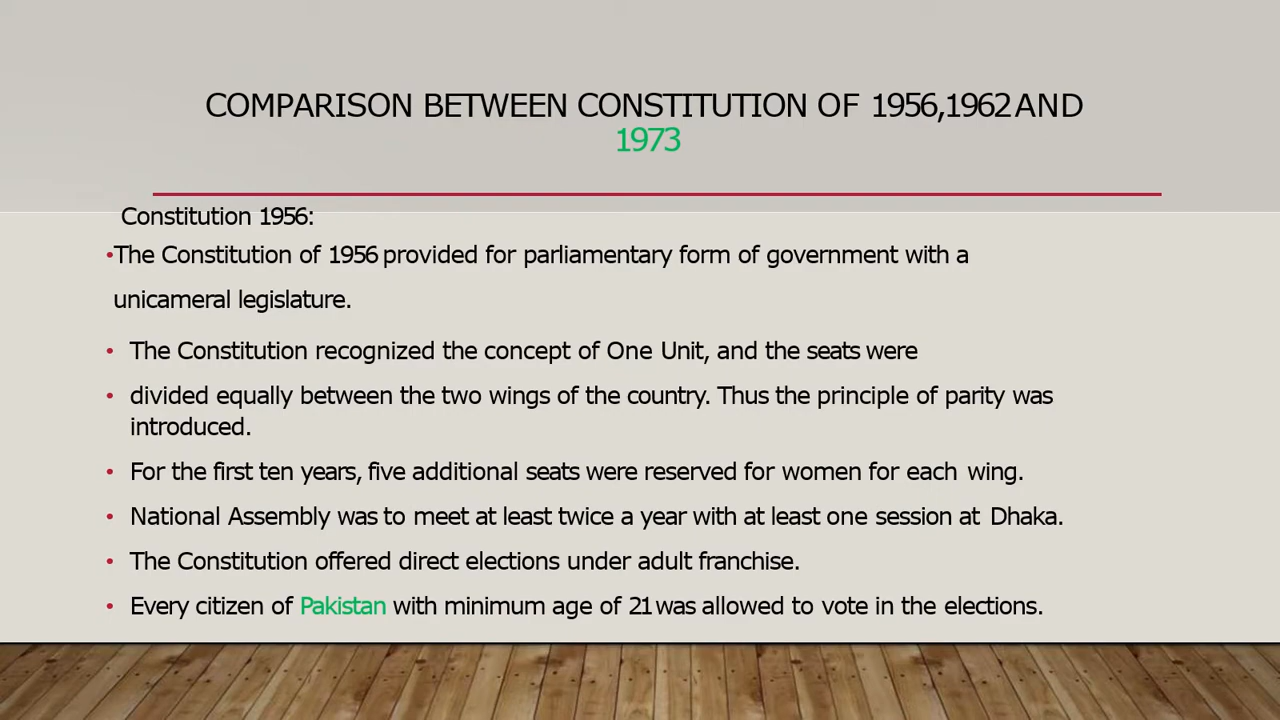 COMPARISON BETWEEN CONSTITUTION OF 1956,1962 AND
1973
Constitution 1956:
•The Constitution of 1956 provided for parliamentary form of government with a
unicameral legislature.
• The Constitution recognized the concept of One Unit, and the seats were
• divided equally between the two wings of the country. Thus the principle of parity was
introduced.
• For the first ten years, five additional seats were reserved for women for each wing.
• National Assembly was to meet at least twice a year with at least one session at Dhaka.
• The Constitution offered direct elections under adult franchise.
• Every citizen of Pakistan with minimum age of 21 was allowed to vote in the elections.